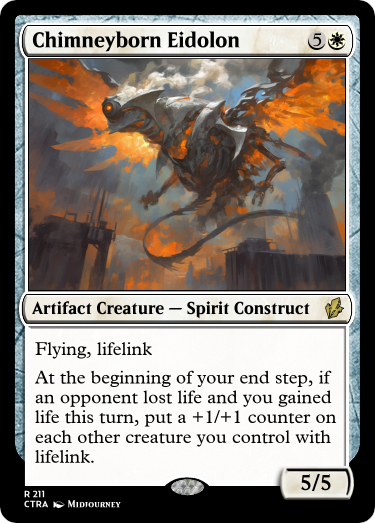 Chimneyborn Eidolon 5
Artifact Creature — Spirit Construct
Flying, lifelink
At the beginning of your end step, if
an opponent lost life and you gained
life this turn, put a +1/+1 counter on
each other creature you control with
lifelink.
5/5
R 211
CTRA Midjourney